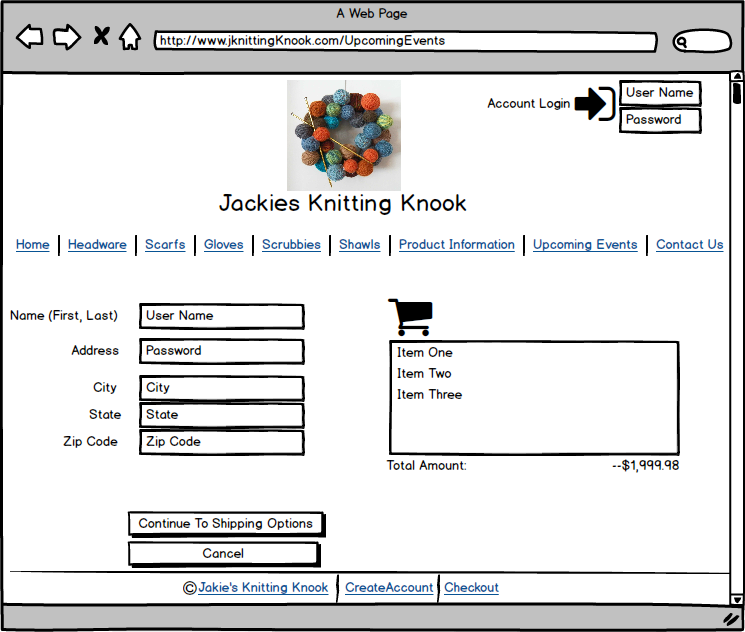 A Web Page
http://www.jknittingKnook.com/UpcomingEvents
Account Login
User Name
Password
Jackies Knitting Knook
Home Headware Scarfs Gloves Scrubbies Shawls Product Information Upcoming Events Contact Us
Name (First, Last) User Name
Address Password
City City
State State
Zip Code Zip Code
Item One
Item Two
Item Three
Total Amount: --$1,999.98
Continue To Shipping Options
Cancel
©Jakie's Knitting Knook CreateAccount Checkout